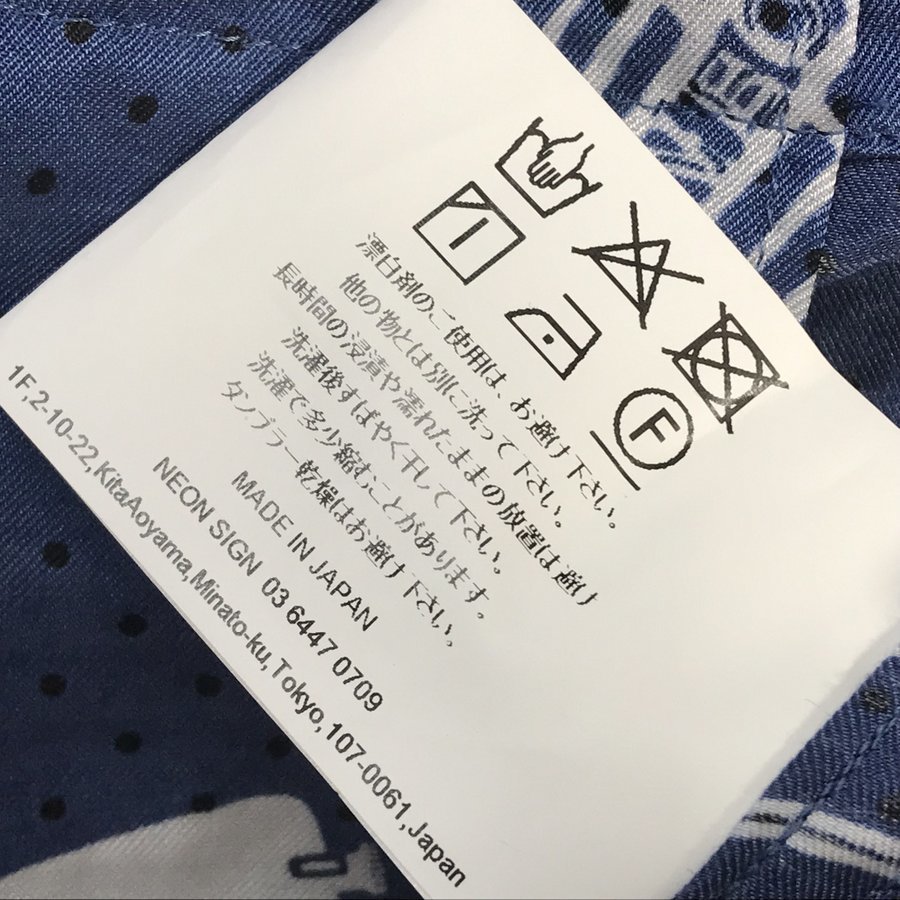 F
漂白剤のご使用は、お避け下さい。
他の物とは別に洗って下さい。
長時間の浸漬や濡れたままの放置は避け
洗濯後すばやく干して下さい。
洗濯で多少縮むことがあります。
タンブラー乾燥はお避け下さい。
MADE IN JAPAN
NEON SIGN 03 6447 0709
1F,2-10-22,KitaAoyama,Minato-ku,Tokyo,107-0061,Japan